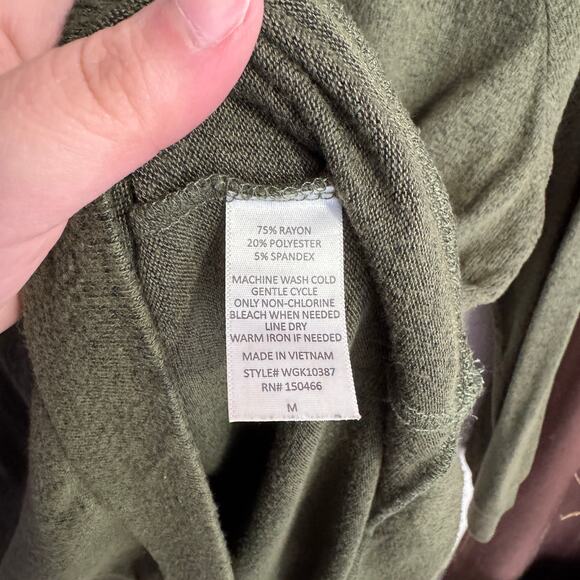 75% RAYON
20% POLYESTER
5% SPANDEX
MACHINE WASH COLD
GENTLE CYCLE
ONLY NON-CHLORINE
BLEACH WHEN NEEDED
LINE DRY
WARM IRON IF NEEDED
MADE IN VIETNAM
STYLE# WGK10387
RN# 150466
M